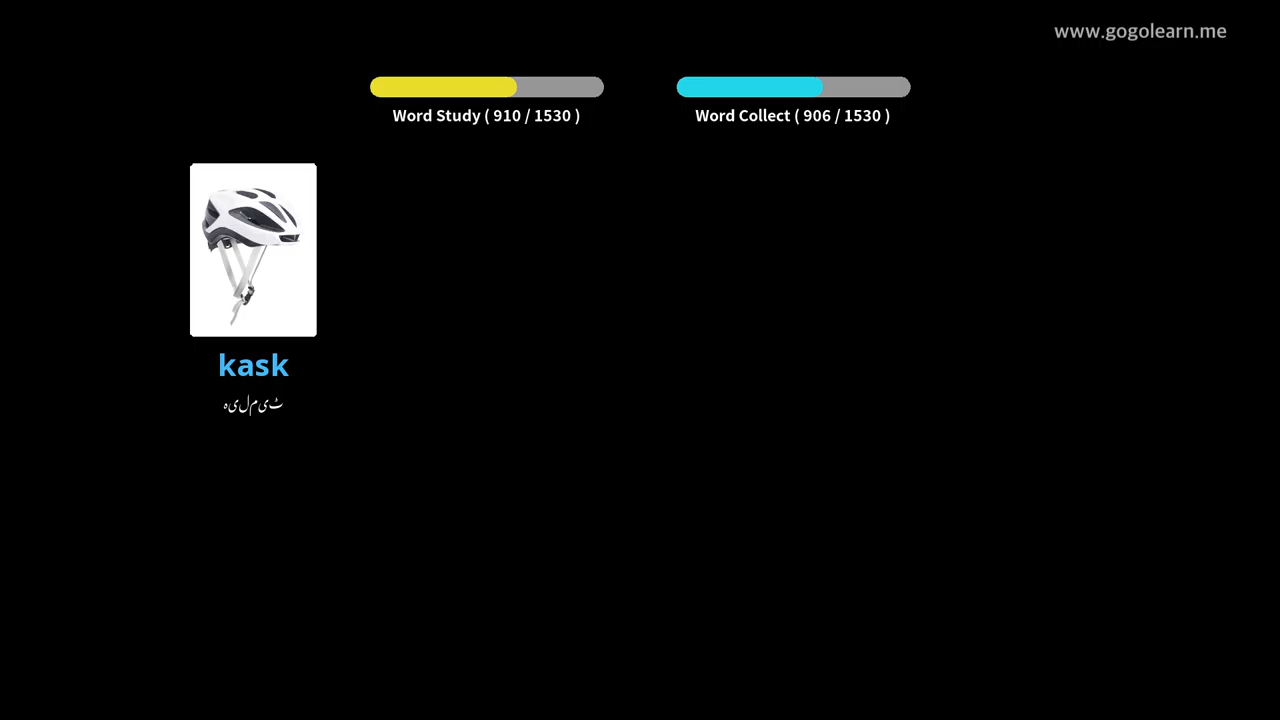 www.gogolearn.me
Word Study ( 910 / 1530 )
Word Collect ( 906 / 1530 )
kask
ہیلمیٹ